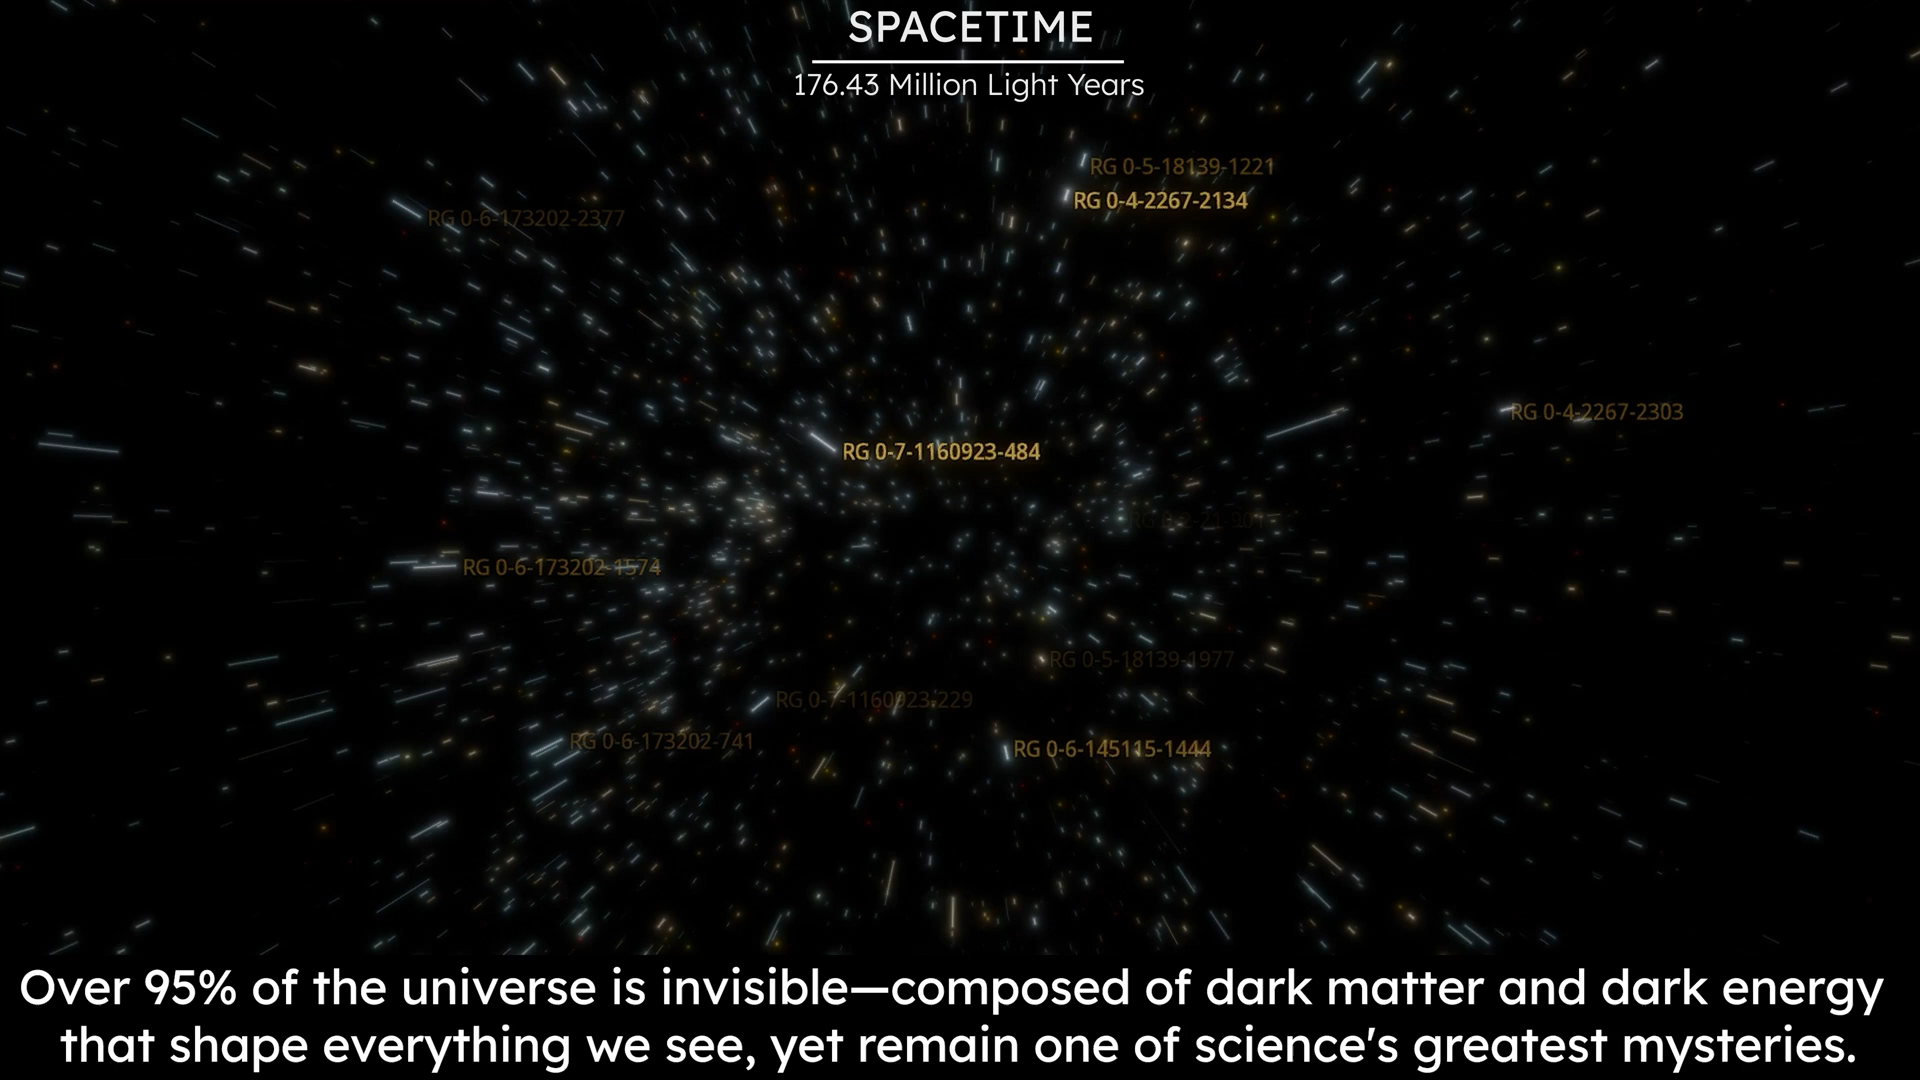 SPACETIME
176.43 Million Light Years
RG 0-5-18139-1221
RG 0-4-2267-2134
RG 0-6-173202-2377
RG 0-4-2267-2303
RG 0-7-1160923-484
RG 0-6-173202-1574
RG 0-5-18139-1977
RG 0-7-1160923-229
RG 0-6-173202-741
RG 0-6-145115-1444
Over 95% of the universe is invisible—composed of dark matter and dark energy
that shape everything we see, yet remain one of science's greatest mysteries.